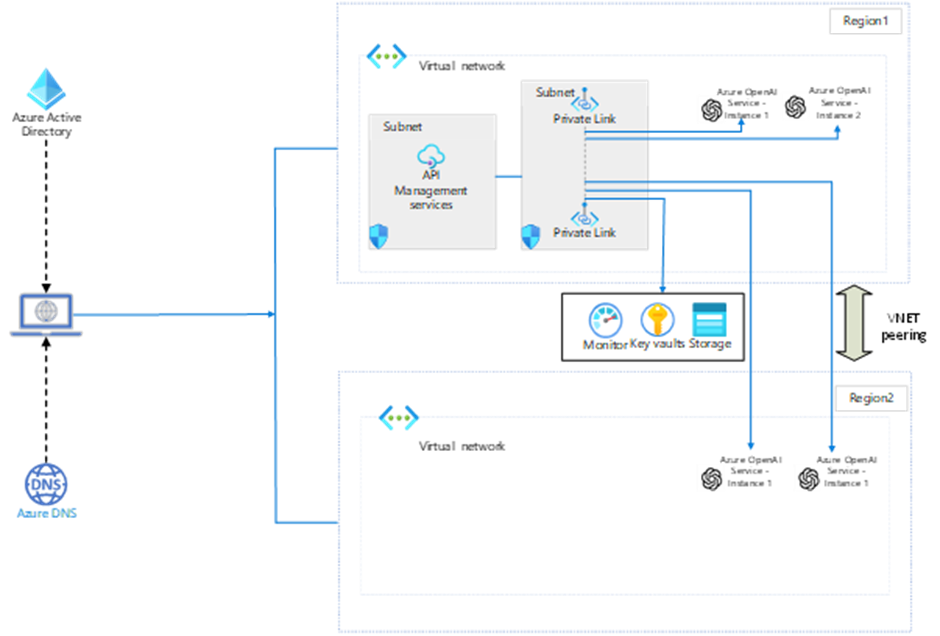 Region1
Virtual network
Azure Active
Directory
Subnet
API
Management
services
Subnet
Private Link
Private Link
Azure OpenAI
Service -
Instance 1
Azure OpenAI
Service -
Instance 2
Monitor
Key vaults
Storage
VNET
peering
DNS
Azure DNS
Region2
Virtual network
Azure OpenAI
Service -
Instance 1
Azure OpenAI
Service -
Instance 1